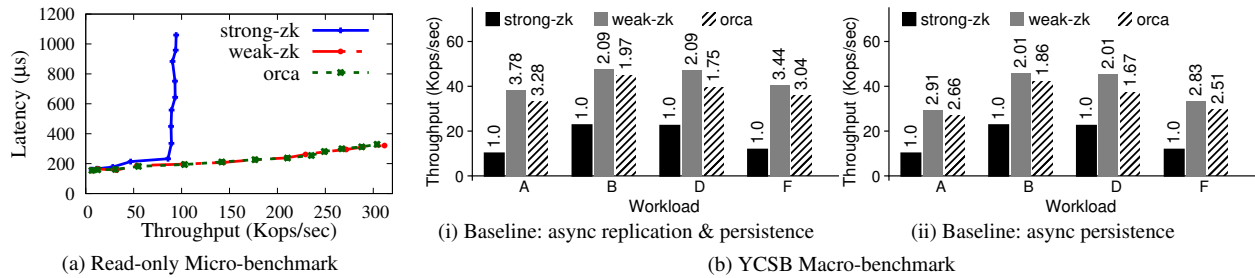 1200
1000
800
600
400
200
0
Latency (µs)
strong-zk
weak-zk
orca
0 50 100 150 200 250 300
Throughput (Kops/sec)
(a) Read-only Micro-benchmark
strong-zk weak-zk orca
60
40
20
0
Throughput (Kops/sec)
1.0 3.78 3.28
1.0 2.09 1.97
1.0 2.09 1.75
1.0 3.44 3.04
A B D F
Workload
(i) Baseline: async replication & persistence
strong-zk weak-zk orca
60
40
20
0
Throughput (Kops/sec)
1.0 2.91 2.66
1.0 2.01 1.86
1.0 2.01 1.67
1.0 2.83 2.51
A B D F
Workload
(ii) Baseline: async persistence
(b) YCSB Macro-benchmark